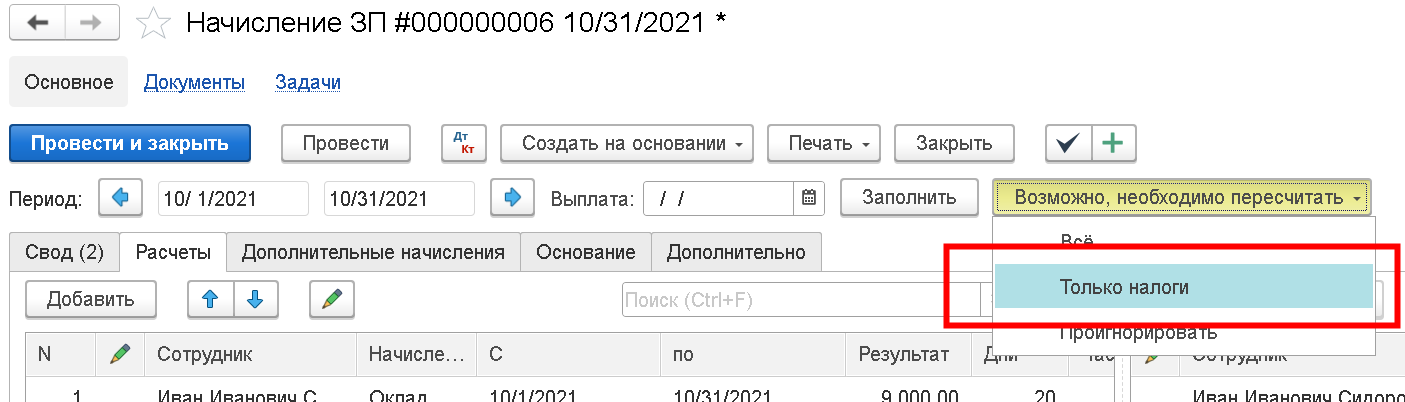 Начисление ЗП #000000006 10/31/2021 *
Основное Документы Задачи
Провести и закрыть Провести Дт Кт Создать на основании Печать Закрыть
Период: 10/ 1/2021 10/31/2021 Выплата: / / Заполнить Возможно, необходимо пересчитать
Всё
Свод (2) Расчеты Дополнительные начисления Основание Дополнительно
Только налоги
Добавить Поиск (Ctrl+F)
Проигнорировать
N Сотрудник Начисле... С по Результат Дни Час Сотрудник
1 Иван Иванович С... Оклад 10/1/2021 10/31/2021 9,000.00 20 Иван Иванович Сидоро